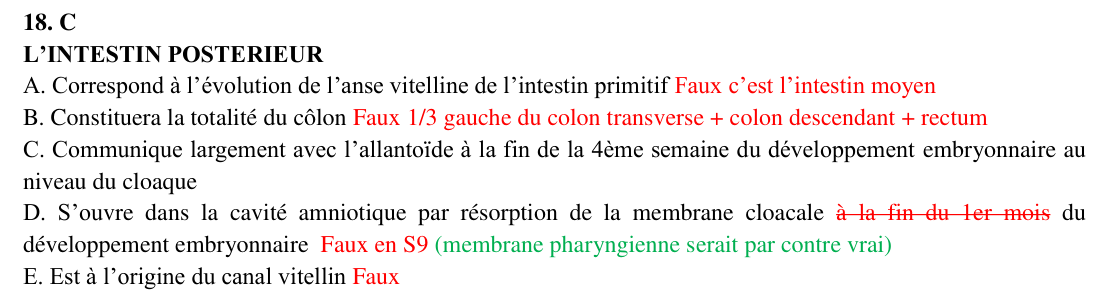 18. C
L’INTESTIN POSTERIEUR
A. Correspond à l’évolution de l’anse vitelline de l’intestin primitif Faux c’est l’intestin moyen
B. Constituera la totalité du côlon Faux 1/3 gauche du colon transverse + colon descendant + rectum
C. Communique largement avec l’allantoïde à la fin de la 4ème semaine du développement embryonnaire au
niveau du cloaque
D. S’ouvre dans la cavité amniotique par résorption de la membrane cloacale à la fin du 1er mois du
développement embryonnaire Faux en S9 (membrane pharyngienne serait par contre vrai)
E. Est à l’origine du canal vitellin Faux